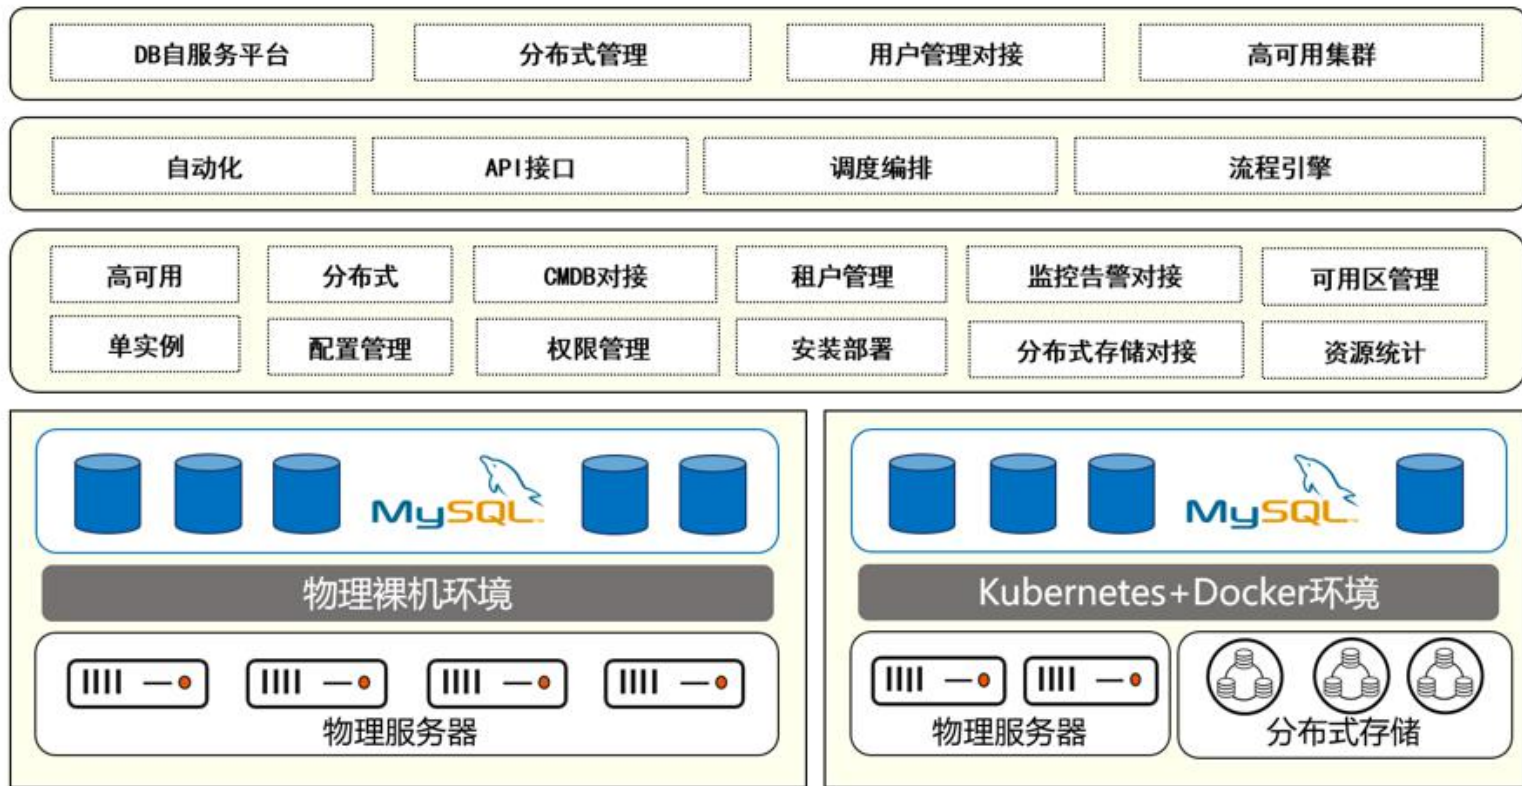 DB自服务平台 分布式管理 用户管理对接 高可用集群
自动化 API接口 调度编排 流程引擎
高可用 分布式 CMDB对接 租户管理 监控告警对接 可用区管理
单实例 配置管理 权限管理 安装部署 分布式存储对接 资源统计
MySQL™ MySQL™
物理裸机环境 Kubernetes+Docker环境
物理服务器 物理服务器 分布式存储